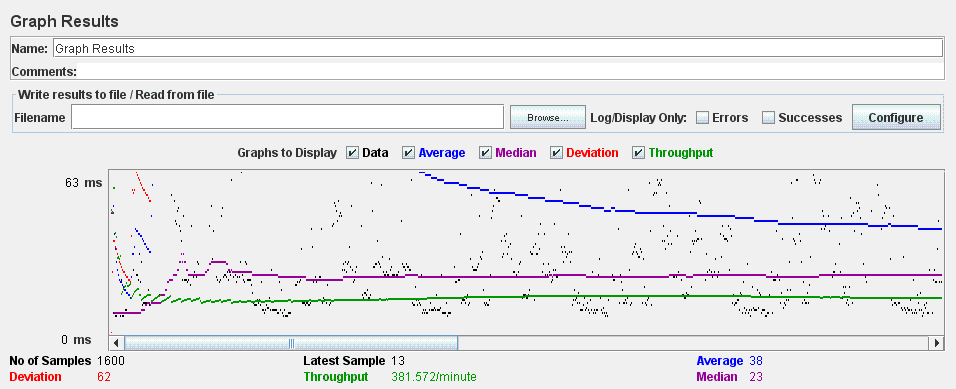 Graph Results
Name: Graph Results
Comments:
Write results to file / Read from file
Filename Browse... Log/Display Only: Errors Successes Configure
Graphs to Display Data Average Median Deviation Throughput
63 ms
0 ms
No of Samples 1600 Latest Sample 13 Average 38
Deviation 62 Throughput 381.572/minute Median 23